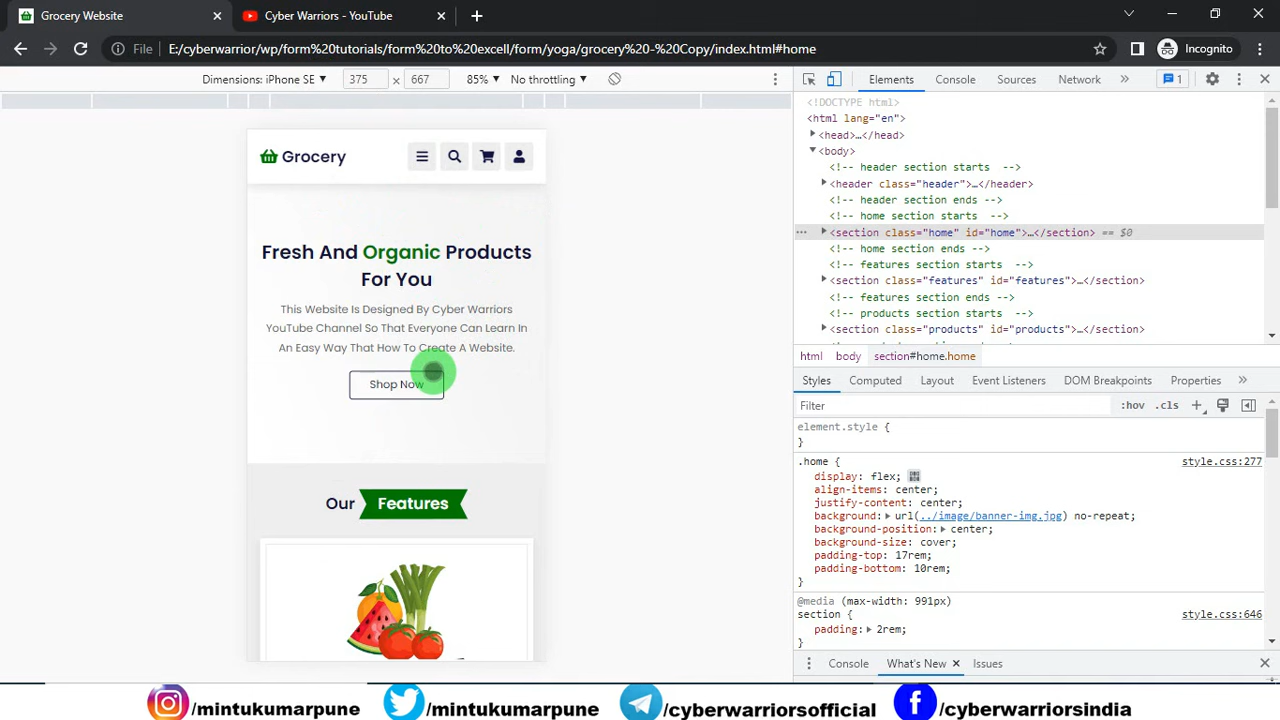 Grocery Website
Cyber Warriors - YouTube
File
E:/cyberwarrior/wp/form%20tutorials/form%20to%20excell/form/yoga/grocery%20-%20Copy/index.html#home
Incognito
Dimensions: iPhone SE
375 × 667
85%
No throttling
Elements
Console
Sources
Network
1
Grocery
Fresh And Organic Products
For You
This Website Is Designed By Cyber Warriors
YouTube Channel So That Everyone Can Learn In
An Easy Way That How To Create A Website.
Shop Now
Our Features
<!DOCTYPE html>
<html lang="en">
<head>…</head>
<body>
<!-- header section starts -->
<header class="header">…</header>
<!-- header section ends -->
<!-- home section starts -->
<section class="home" id="home">…</section> == $0
<!-- home section ends -->
<!-- features section starts -->
<section class="features" id="features">…</section>
<!-- features section ends -->
<!-- products section starts -->
<section class="products" id="products">…</section>
html body section#home.home
Styles Computed Layout Event Listeners DOM Breakpoints Properties
Filter
:hov .cls
element.style {
}
.home { style.css:277
display: flex;
align-items: center;
justify-content: center;
background: url(../image/banner-img.jpg) no-repeat;
background-position: center;
background-size: cover;
padding-top: 17rem;
padding-bottom: 10rem;
}
@media (max-width: 991px)
section { style.css:646
padding: 2rem;
}
Console What's New Issues
/mintukumarpune
/mintukumarpune
/cyberwarriorsofficial
/cyberwarriorsindia